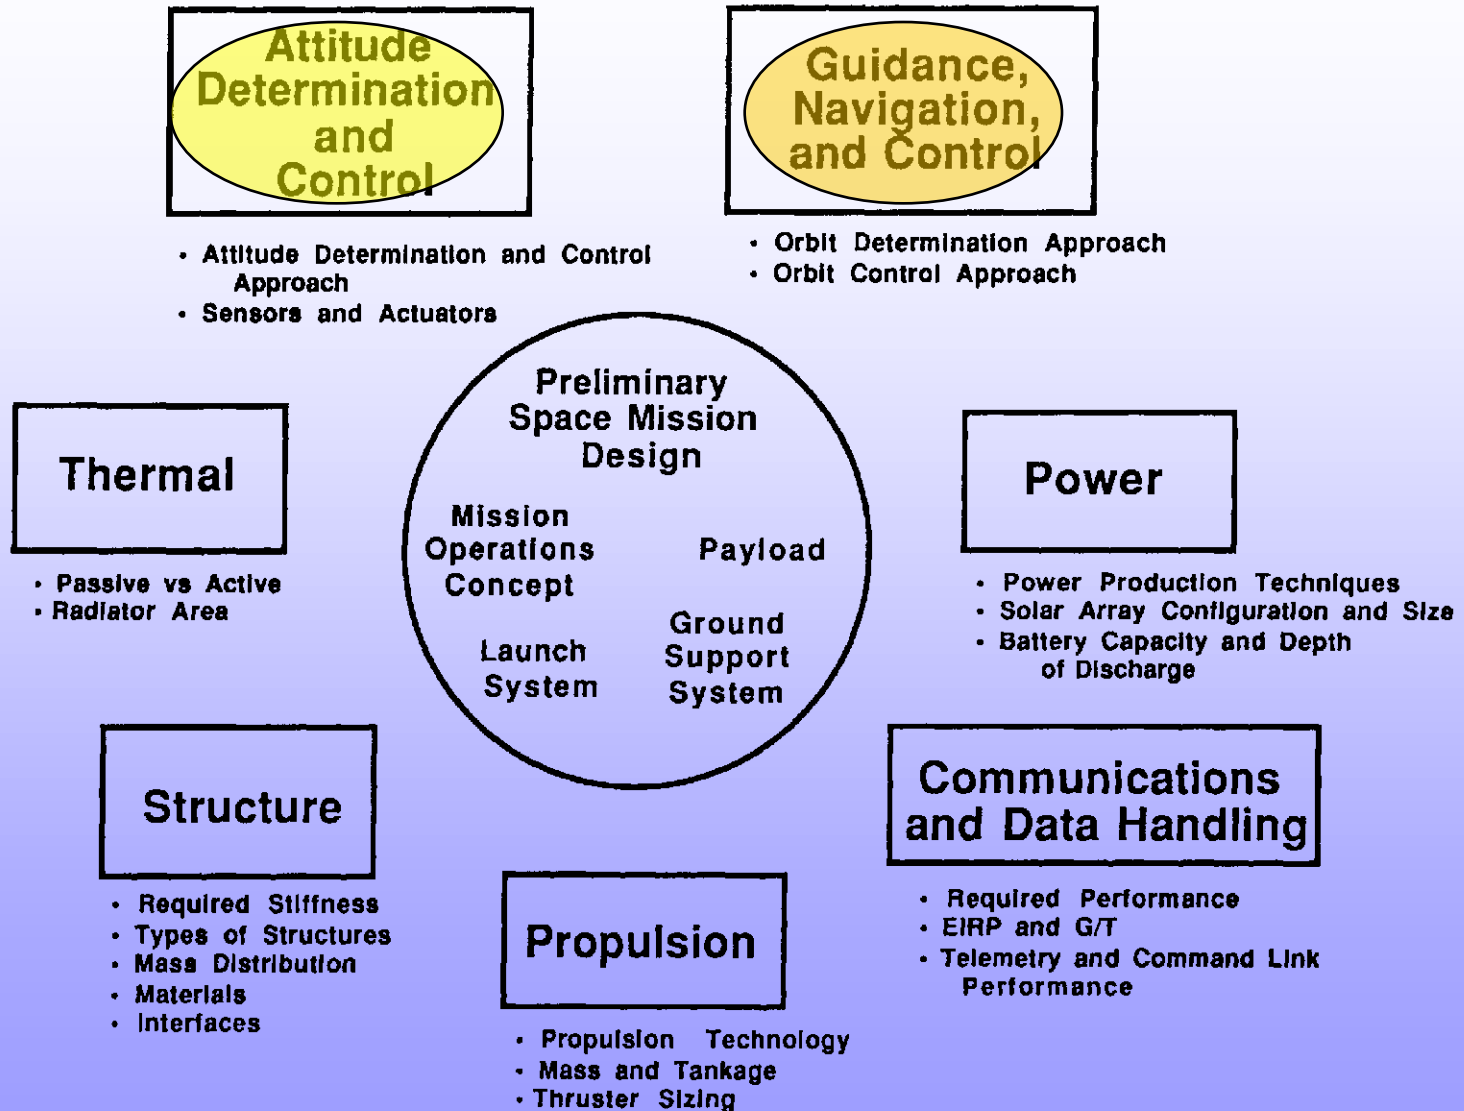 Attitude
Determination
and
Control
• Attitude Determination and Control
Approach
• Sensors and Actuators
Guidance,
Navigation,
and Control
• Orbit Determination Approach
• Orbit Control Approach
Preliminary
Space Mission
Design
Mission
Operations
Concept
Payload
Launch
System
Ground
Support
System
Thermal
• Passive vs Active
• Radiator Area
Power
• Power Production Techniques
• Solar Array Configuration and Size
• Battery Capacity and Depth
of Discharge
Structure
• Required Stiffness
• Types of Structures
• Mass Distribution
• Materials
• Interfaces
Communications
and Data Handling
• Required Performance
• EIRP and G/T
• Telemetry and Command Link
Performance
Propulsion
• Propulsion Technology
• Mass and Tankage
• Thruster Sizing